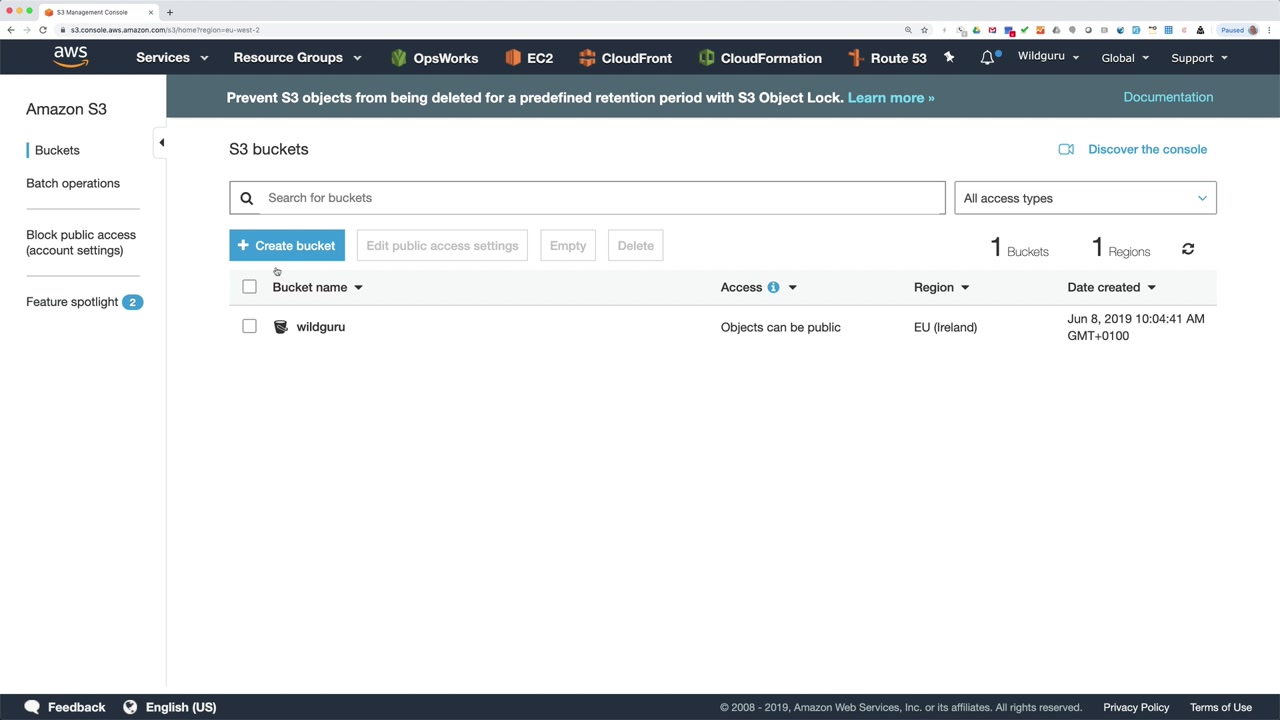 S3 Management Console
s3.console.aws.amazon.com/s3/home?region=eu-west-2
Paused
aws
Services
Resource Groups
OpsWorks
EC2
CloudFront
CloudFormation
Route 53
Wildguru
Global
Support
Prevent S3 objects from being deleted for a predefined retention period with S3 Object Lock. Learn more »
Documentation
Amazon S3
Buckets
Batch operations
Block public access
(account settings)
Feature spotlight 2
S3 buckets
Discover the console
Search for buckets
All access types
+ Create bucket
Edit public access settings
Empty
Delete
1 Buckets
1 Regions
Bucket name
Access
Region
Date created
wildguru
Objects can be public
EU (Ireland)
Jun 8, 2019 10:04:41 AM
GMT+0100
Feedback
English (US)
© 2008 - 2019, Amazon Web Services, Inc. or its affiliates. All rights reserved.
Privacy Policy
Terms of Use